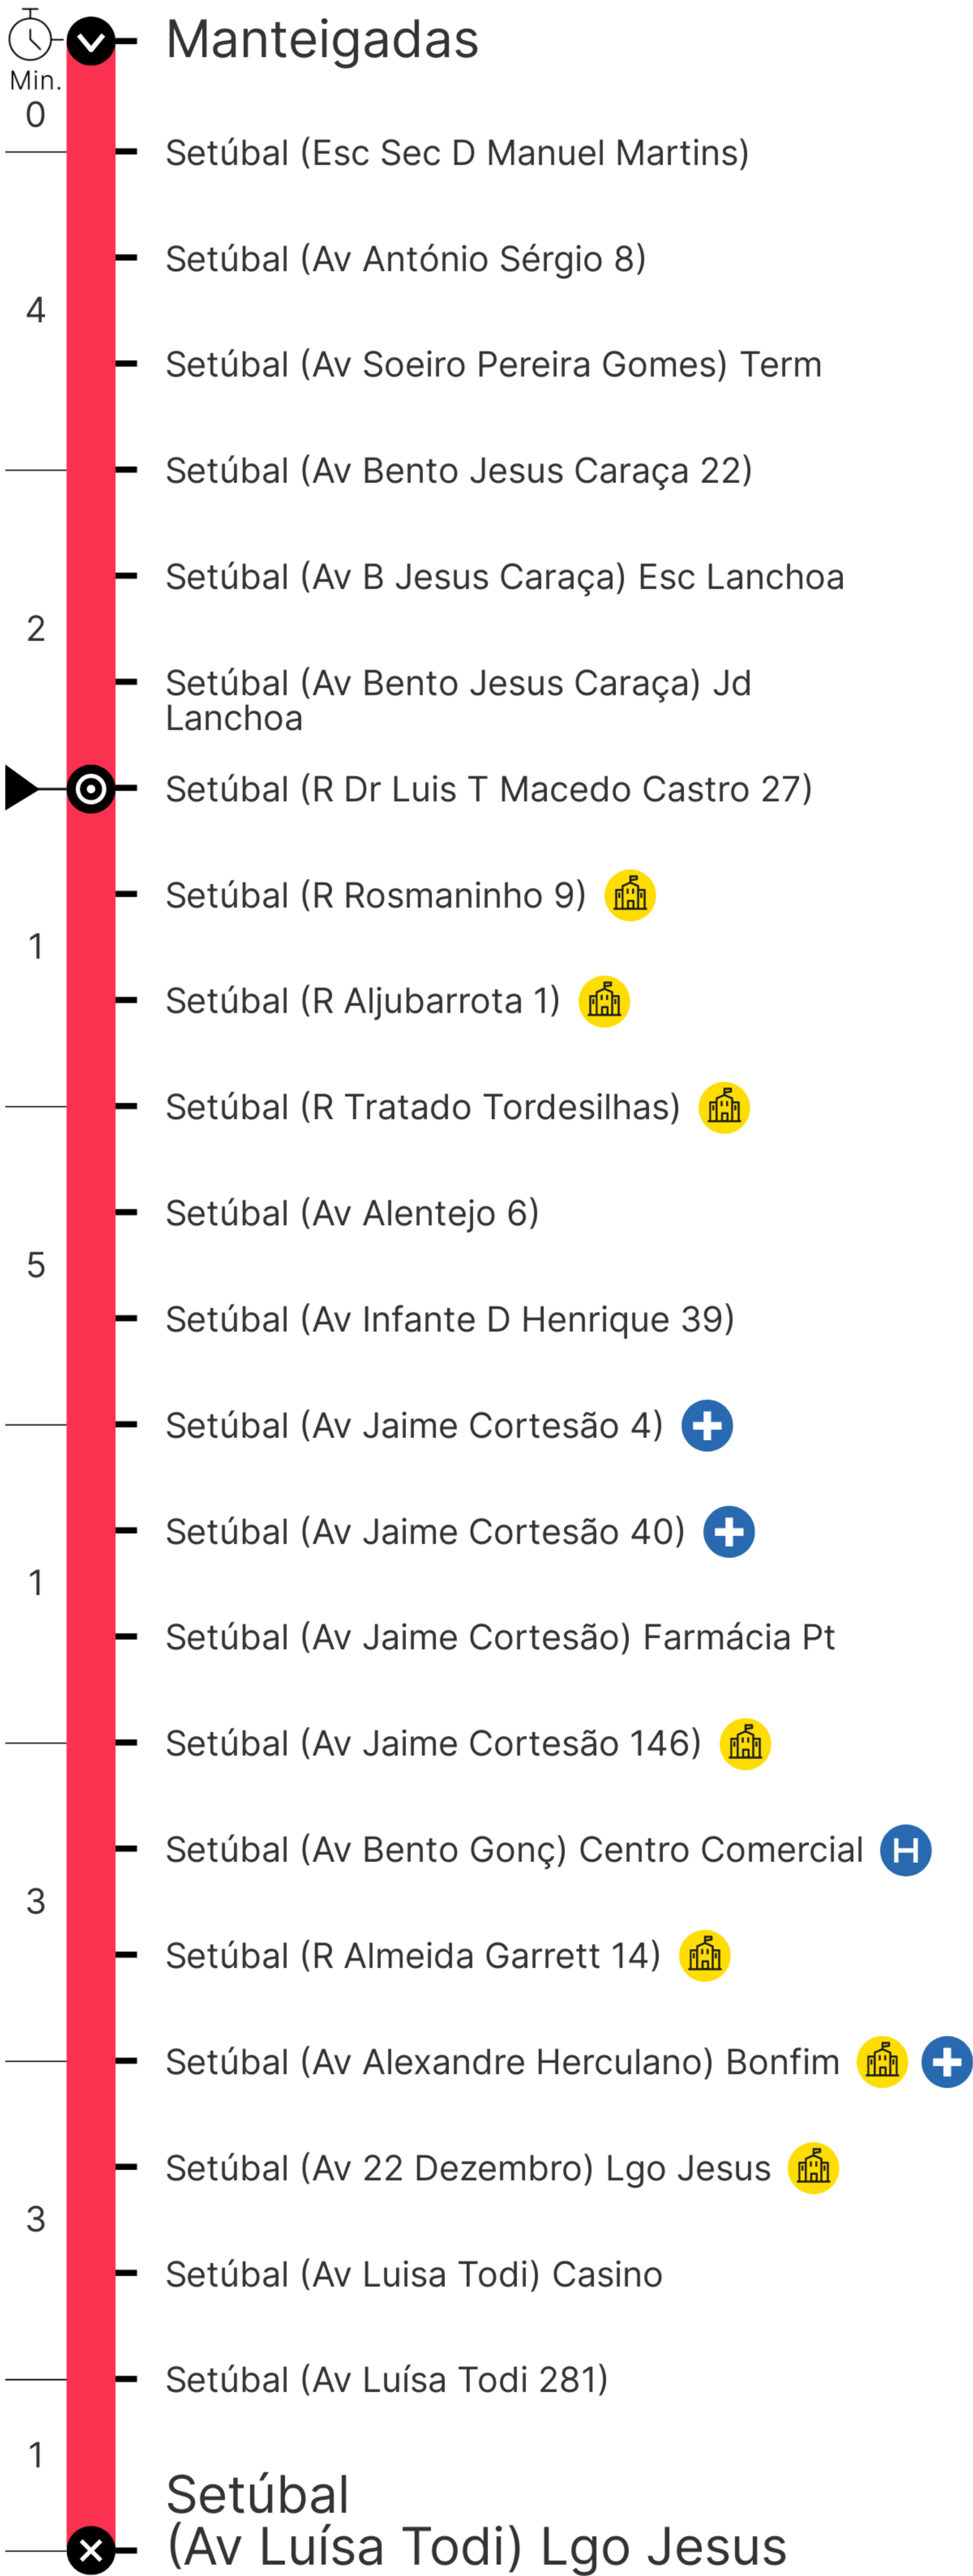 Manteigadas
Min.
0
Setúbal (Esc Sec D Manuel Martins)
Setúbal (Av António Sérgio 8)
4
Setúbal (Av Soeiro Pereira Gomes) Term
Setúbal (Av Bento Jesus Caraça 22)
Setúbal (Av B Jesus Caraça) Esc Lanchoa
2
Setúbal (Av Bento Jesus Caraça) Jd
Lanchoa
Setúbal (R Dr Luis T Macedo Castro 27)
Setúbal (R Rosmaninho 9)
1
Setúbal (R Aljubarrota 1)
Setúbal (R Tratado Tordesilhas)
Setúbal (Av Alentejo 6)
5
Setúbal (Av Infante D Henrique 39)
Setúbal (Av Jaime Cortesão 4)
Setúbal (Av Jaime Cortesão 40)
1
Setúbal (Av Jaime Cortesão) Farmácia Pt
Setúbal (Av Jaime Cortesão 146)
Setúbal (Av Bento Gonç) Centro Comercial H
3
Setúbal (R Almeida Garrett 14)
Setúbal (Av Alexandre Herculano) Bonfim
Setúbal (Av 22 Dezembro) Lgo Jesus
3
Setúbal (Av Luisa Todi) Casino
Setúbal (Av Luísa Todi 281)
1
Setúbal
(Av Luísa Todi) Lgo Jesus